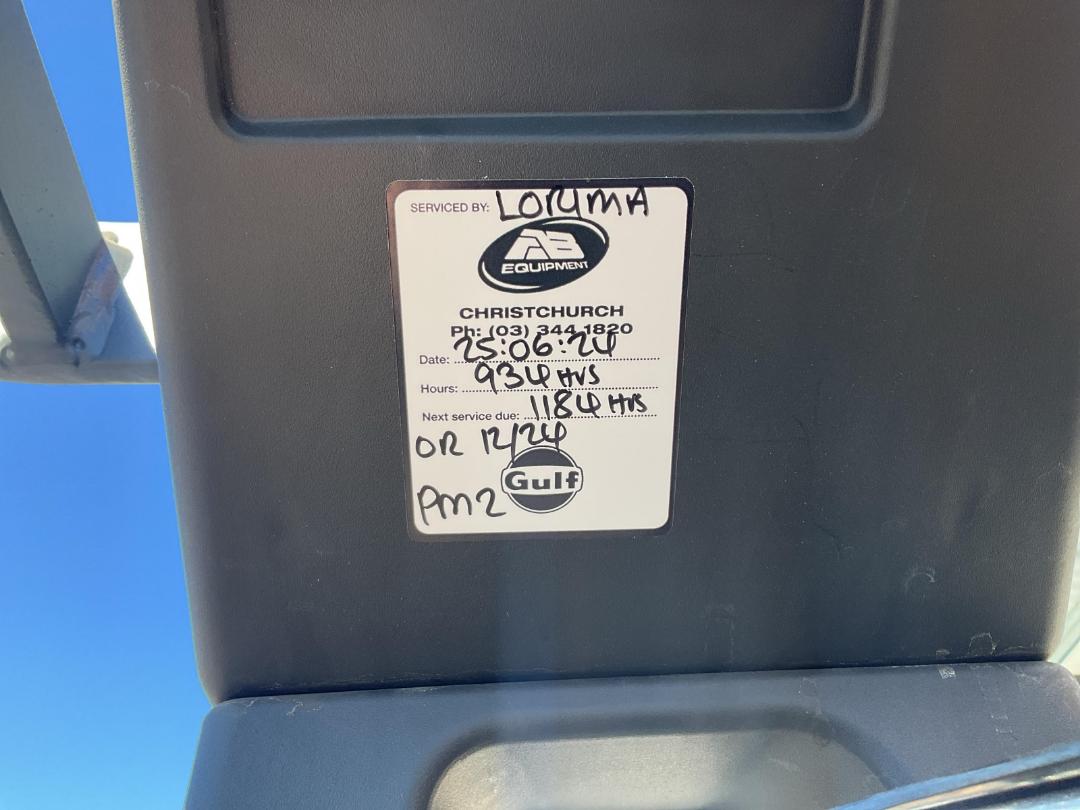 SERVICED BY: LORIMA
AB
EQUIPMENT
CHRISTCHURCH
Ph: (03) 344 1820
Date: 25:06:24
Hours: 934 Hrs
Next service due: 1184 Hrs
OR 12/24
Gulf
PM2